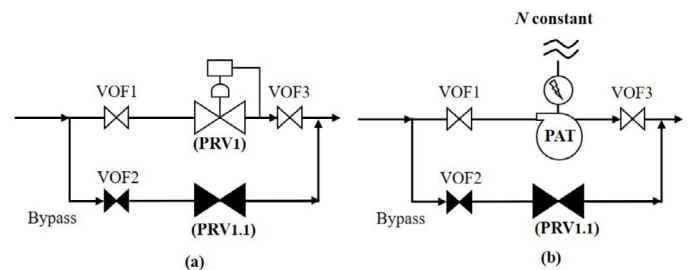 N constant
VOF1
VOF3
(PRV1)
VOF2
Bypass
(PRV1.1)
(a)
VOF1
VOF3
PAT
VOF2
Bypass
(PRV1.1)
(b)